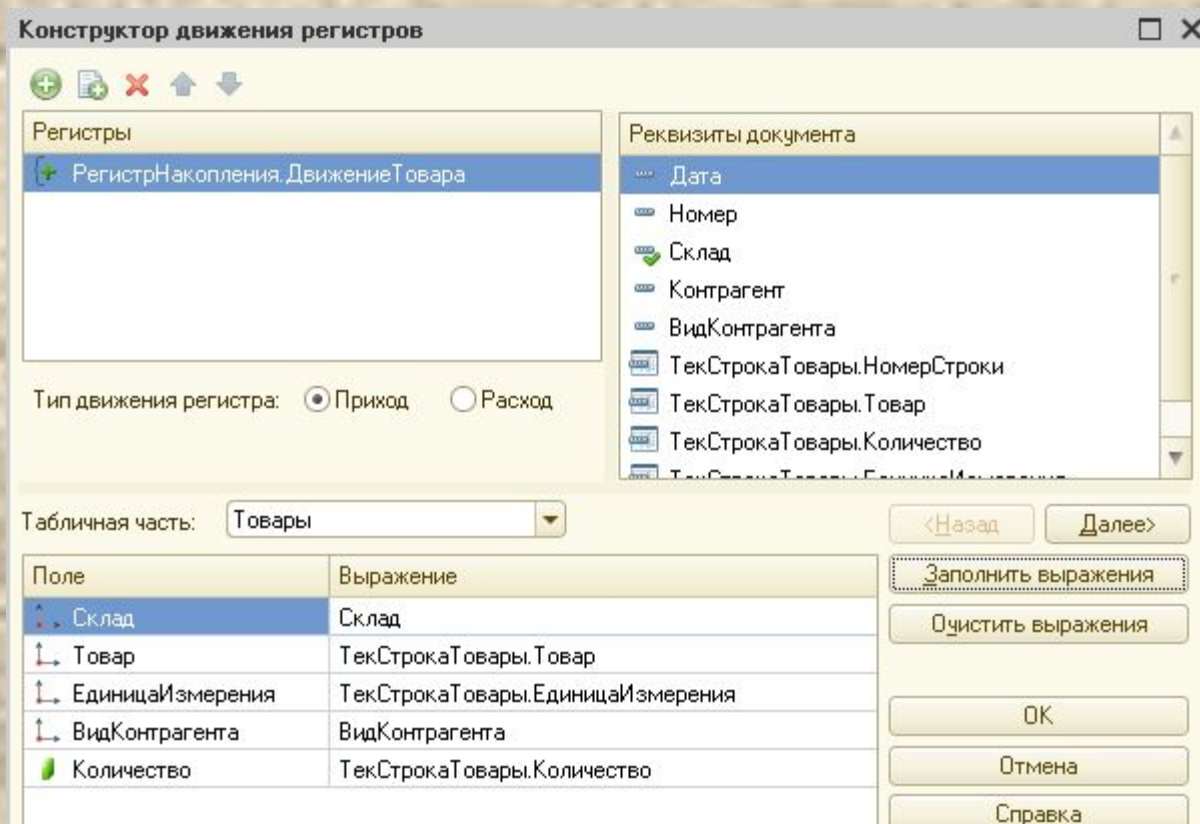 Конструктор движения регистров
Регистры
РегистрНакопления.ДвижениеТовара
Тип движения регистра: Приход Расход
Реквизиты документа
Дата
Номер
Склад
Контрагент
ВидКонтрагента
ТекСтрокаТовары.НомерСтроки
ТекСтрокаТовары.Товар
ТекСтрокаТовары.Количество
Табличная часть: Товары
<Назад Далее>
Поле Выражение
Склад Склад
Товар ТекСтрокаТовары.Товар
ЕдиницаИзмерения ТекСтрокаТовары.ЕдиницаИзмерения
ВидКонтрагента ВидКонтрагента
Количество ТекСтрокаТовары.Количество
Заполнить выражения
Очистить выражения
ОК
Отмена
Справка